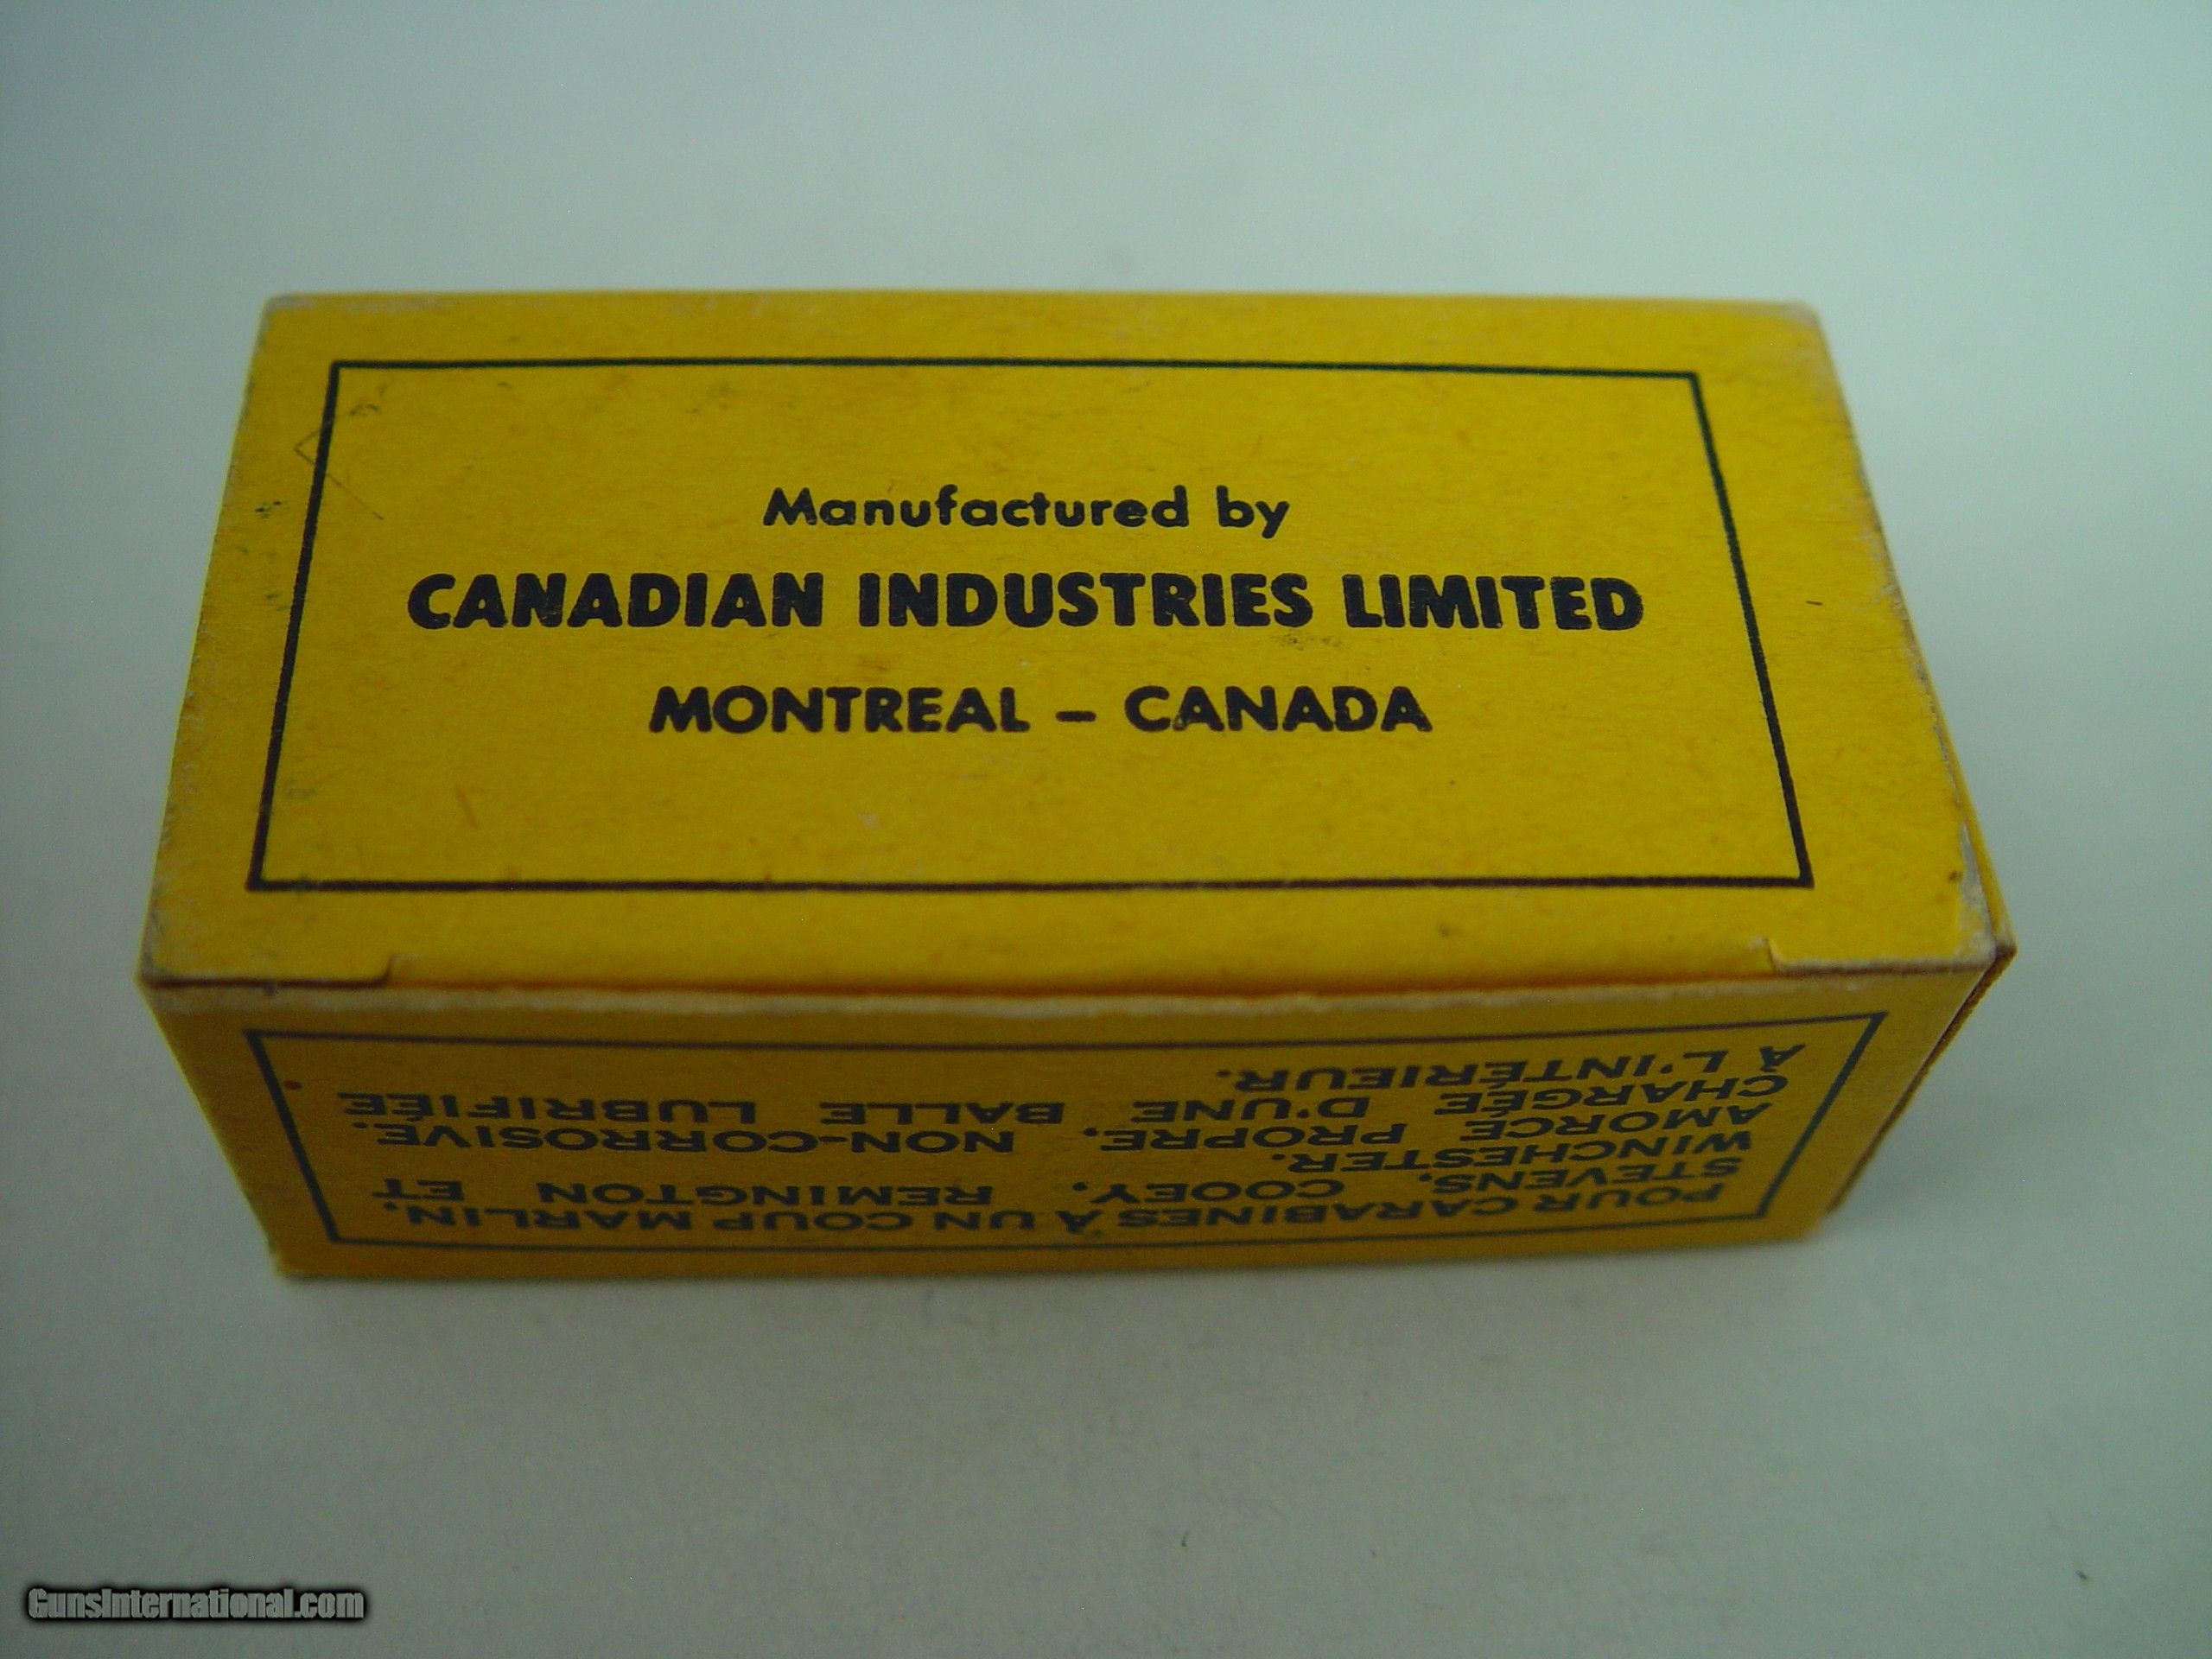 Manufactured by
CANADIAN INDUSTRIES LIMITED
MONTREAL – CANADA
POUR CARABINES À UN COUP MARLIN,
STEVENS, COOEY, REMINGTON ET
WINCHESTER.
AMORCE PROPRE, NON-CORROSIVE.
CHARGÉE D'UNE BALLE LUBRIFIÉE
À L'INTÉRIEUR.
GunsInternational.com